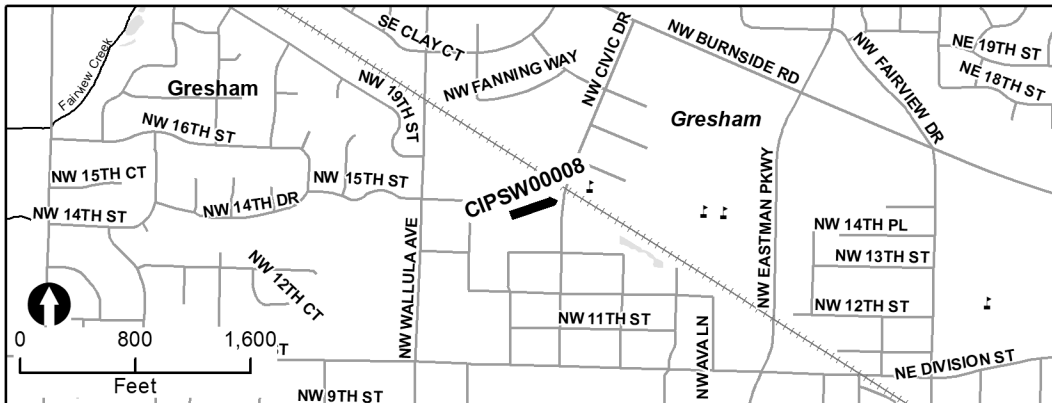 SE CLAY CT
NW CIVIC DR
NW BURNSIDE RD
NE 19TH ST
NE 18TH ST
NW FAIRVIEW DR
Fairview Creek
Gresham
NW 19TH ST
NW FANNING WAY
Gresham
NW 16TH ST
NW 15TH CT
NW 15TH ST
NW 14TH DR
NW 14TH ST
CIPSW00008
NW EASTMAN PKWY
NW 14TH PL
NW 13TH ST
NW 12TH CT
NW WALLULA AVE
NW 12TH ST
NW 11TH ST
NW AVA LN
0 800 1,600
Feet
ST
NW 9TH ST
NE DIVISION ST